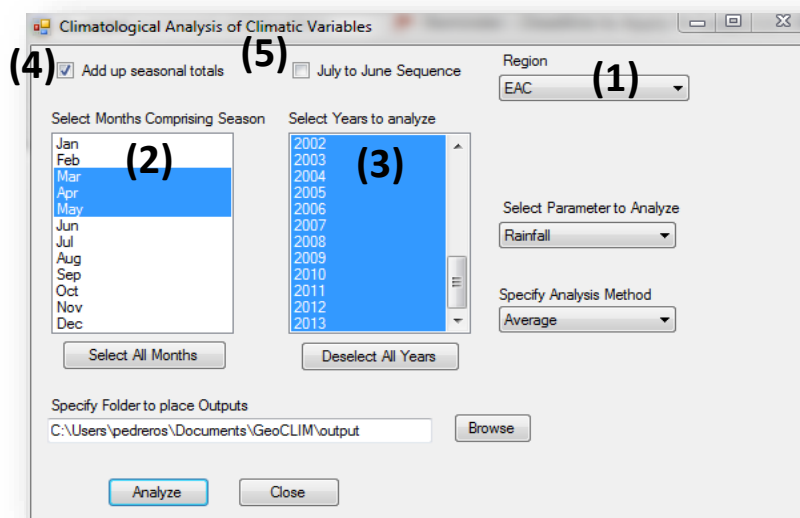 Climatological Analysis of Climatic Variables
(4) Add up seasonal totals
(5) July to June Sequence
Region
EAC
(1)
Select Months Comprising Season
Jan
Feb
Mar
Apr
May
Jun
Jul
Aug
Sep
Oct
Nov
Dec
(2)
Select All Months
Select Years to analyze
2002
2003
2004
2005
2006
2007
2008
2009
2010
2011
2012
2013
(3)
Deselect All Years
Select Parameter to Analyze
Rainfall
Specify Analysis Method
Average
Specify Folder to place Outputs
C:\Users\pedreros\Documents\GeoCLIM\output
Browse
Analyze
Close